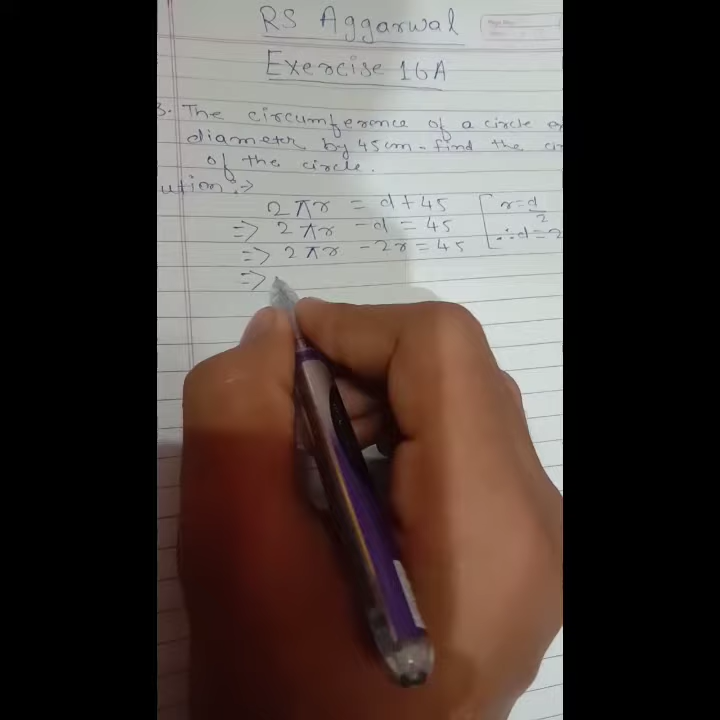 RS Aggarwal
Exercise 16A
3. The circumference of a circle
diameter by 45cm. find the
of the circle.
ution :⇒
2πr = d+45 [r=d/2
⇒ 2πr -d = 45 ∴d=2
⇒ 2πr -2r = 45
⇒